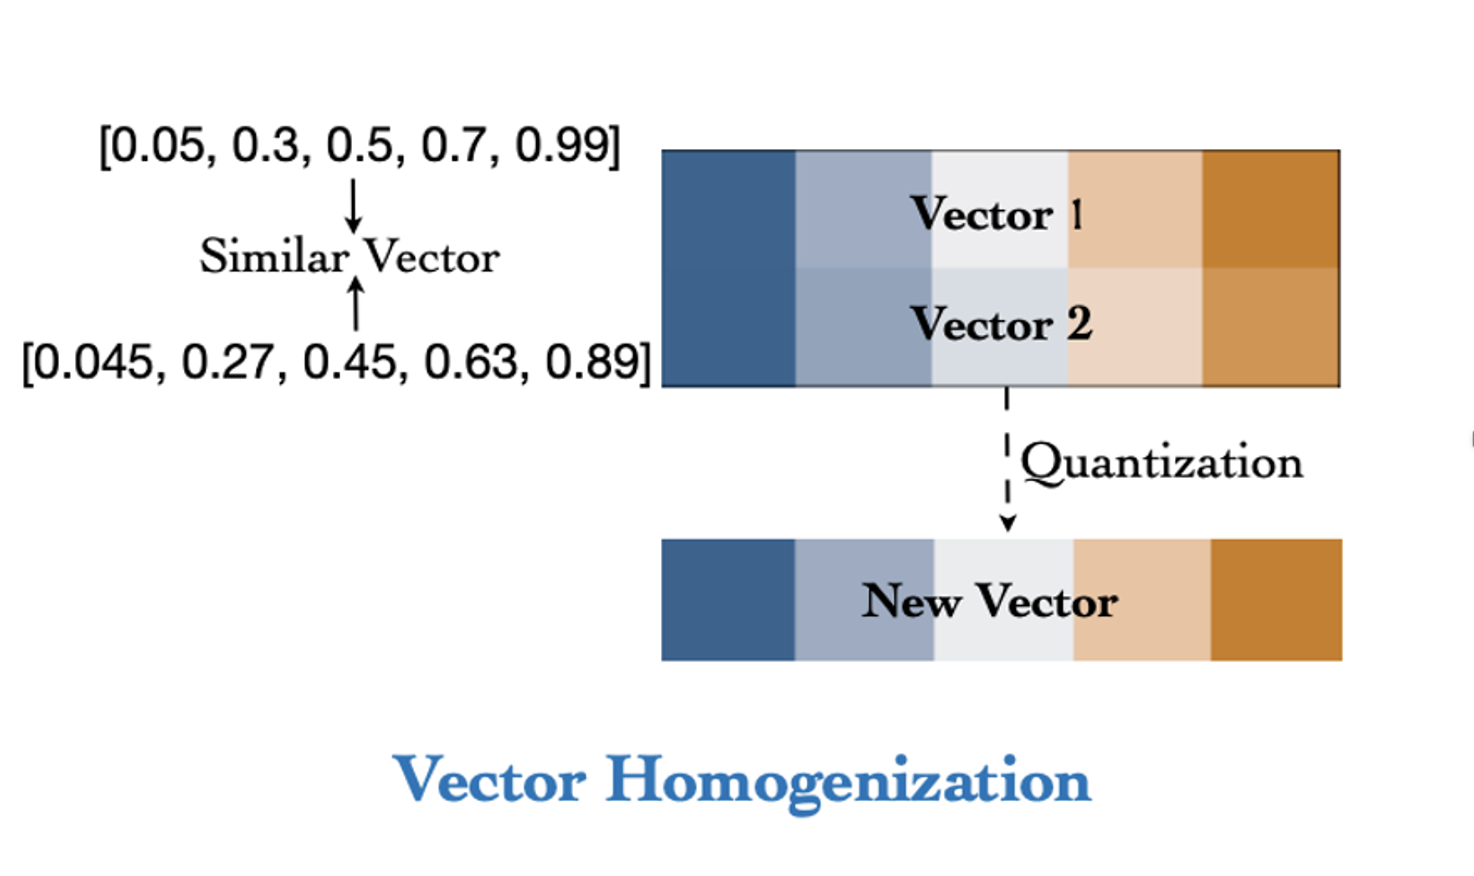 [0.05, 0.3, 0.5, 0.7, 0.99]
Similar Vector
[0.045, 0.27, 0.45, 0.63, 0.89]
Vector 1
Vector 2
Quantization
New Vector
Vector Homogenization